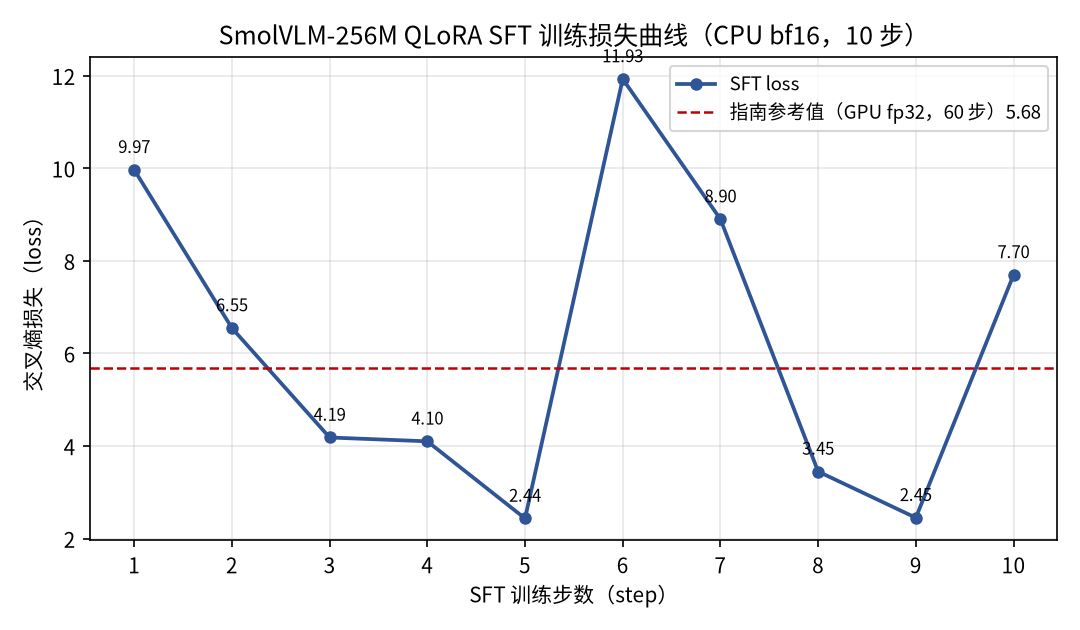 SmolVLM-256M QLoRA SFT 训练损失曲线（CPU bf16，10 步）
SFT loss
指南参考值（GPU fp32，60 步）5.68
交叉熵损失（loss）
12
10
8
6
4
2
9.97
6.55
4.19
4.10
2.44
11.93
8.90
3.45
2.45
7.70
1 2 3 4 5 6 7 8 9 10
SFT 训练步数（step）